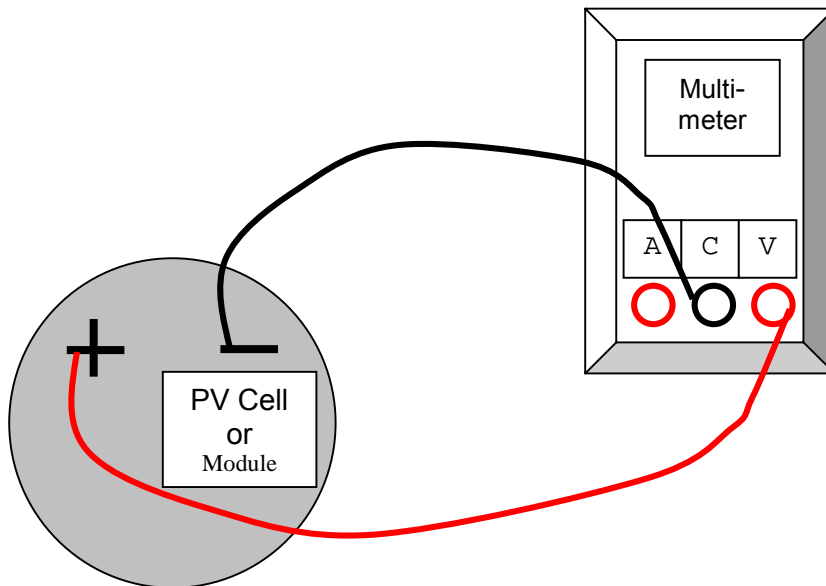 Multi-
meter
A C V
+ −
PV Cell
or
Module